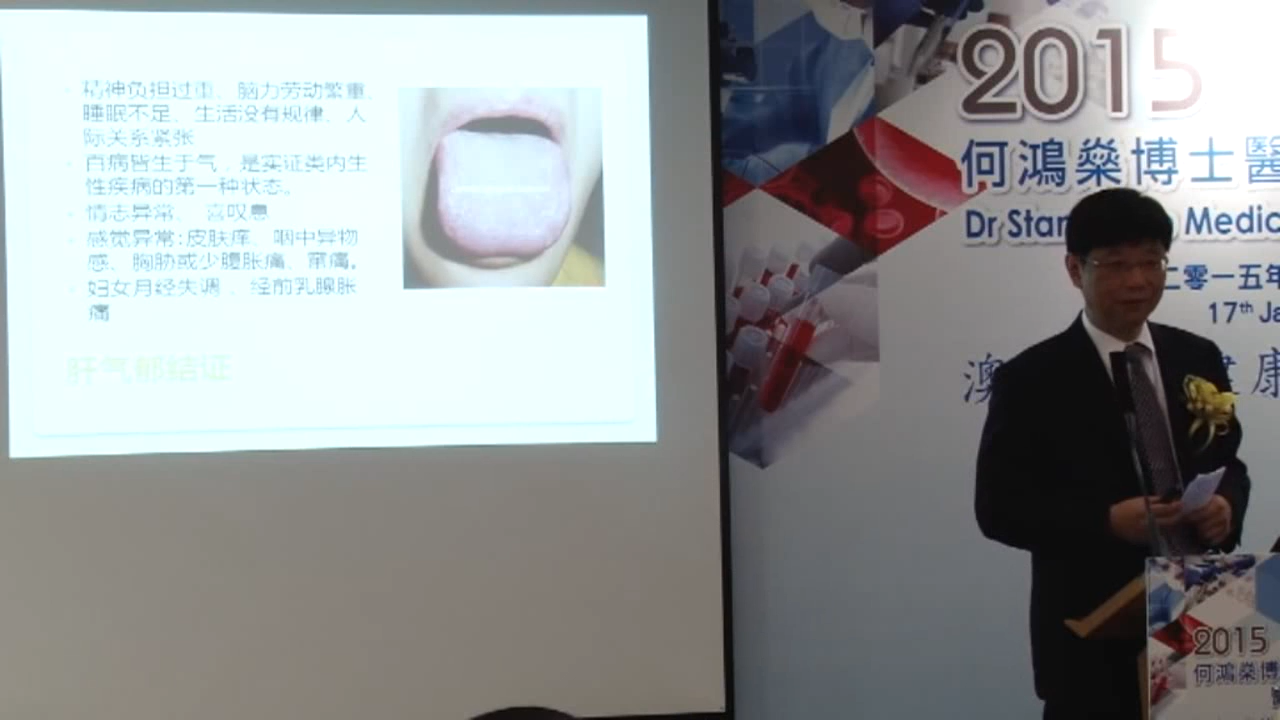 精神负担过重、脑力劳动繁重、
睡眠不足、生活没有规律、人
际关系紧张
百病皆生于气，是实证类内生
性疾病的第一种状态。
情志异常、 喜叹息
感觉异常:皮肤痒、咽中异物
感、胸胁或少腹胀痛、窜痛。
妇女月经失调 、经前乳腺胀
痛
肝气郁结证
2015
何鴻燊博士醫
Dr Stan
Medic
二零一五年
17th Ja
澳
康
2015
何鴻燊博